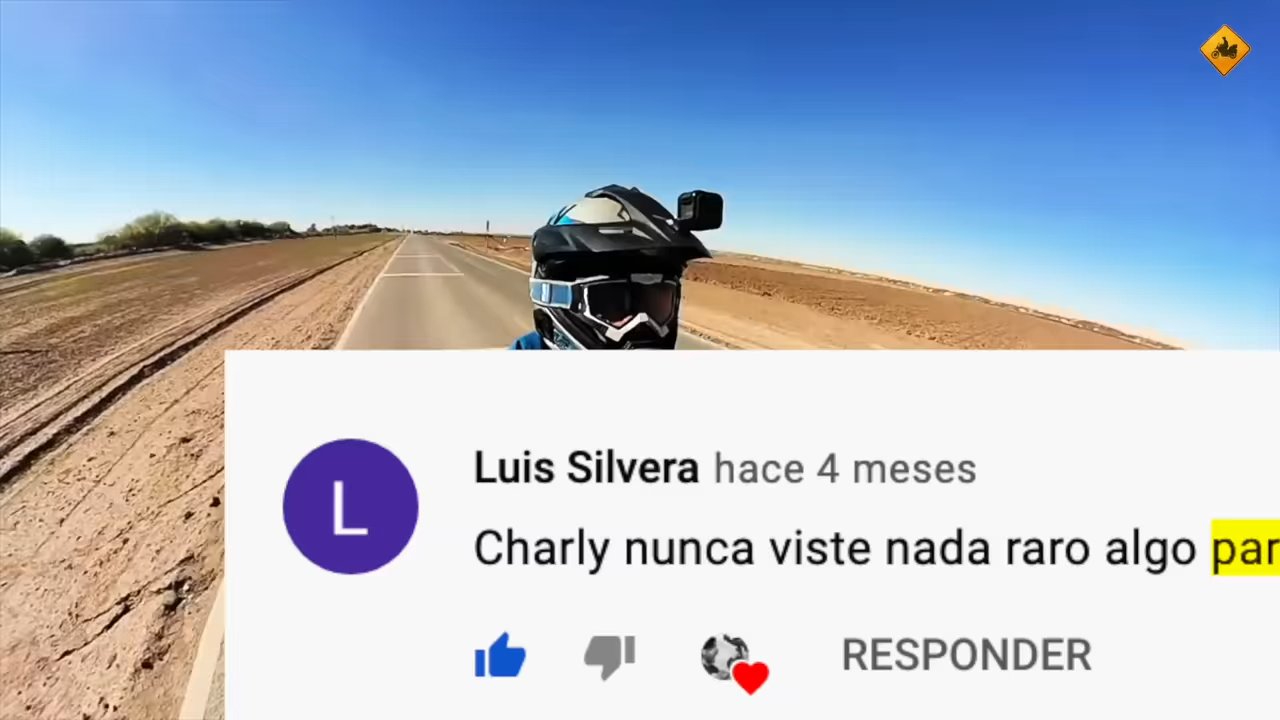 Luis Silvera hace 4 meses
L
Charly nunca viste nada raro algo par
RESPONDER